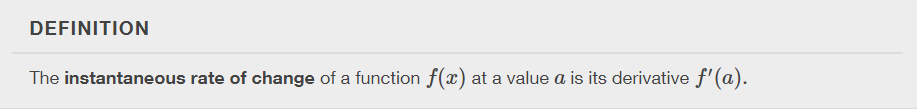 DEFINITION
The instantaneous rate of change of a function f(x) at a value a is its derivative f′(a).